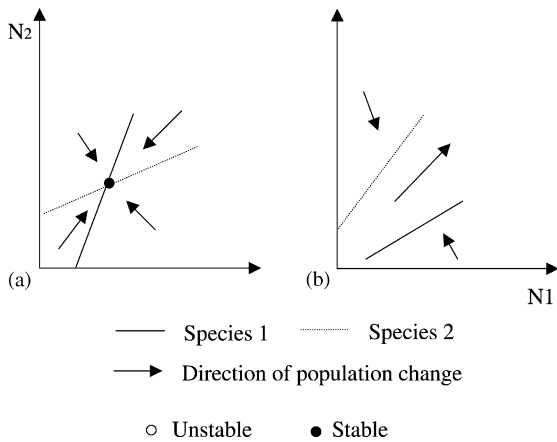 N2
(a)
(b)
N1
Species 1 Species 2
Direction of population change
Unstable Stable